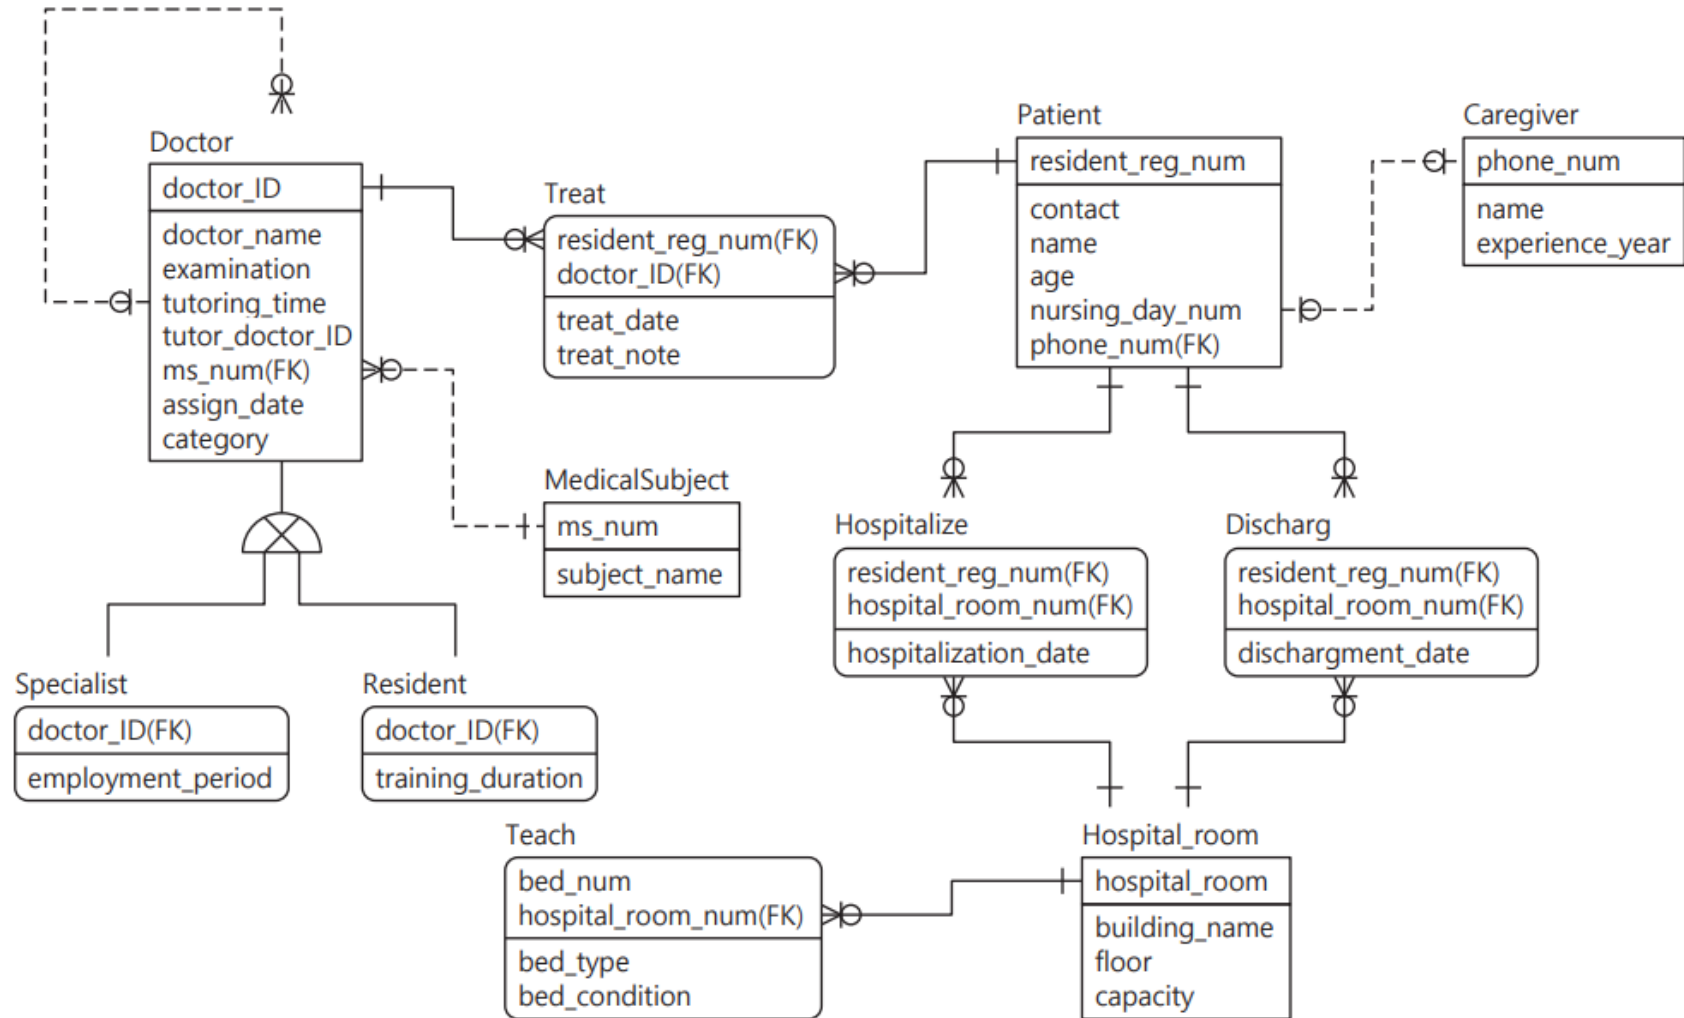 Doctor
doctor_ID
doctor_name
examination
tutoring_time
tutor_doctor_ID
ms_num(FK)
assign_date
category
Treat
resident_reg_num(FK)
doctor_ID(FK)
treat_date
treat_note
Patient
resident_reg_num
contact
name
age
nursing_day_num
phone_num(FK)
Caregiver
phone_num
name
experience_year
MedicalSubject
ms_num
subject_name
Specialist
doctor_ID(FK)
employment_period
Resident
doctor_ID(FK)
training_duration
Hospitalize
resident_reg_num(FK)
hospital_room_num(FK)
hospitalization_date
Discharg
resident_reg_num(FK)
hospital_room_num(FK)
dischargment_date
Teach
bed_num
hospital_room_num(FK)
bed_type
bed_condition
Hospital_room
hospital_room
building_name
floor
capacity